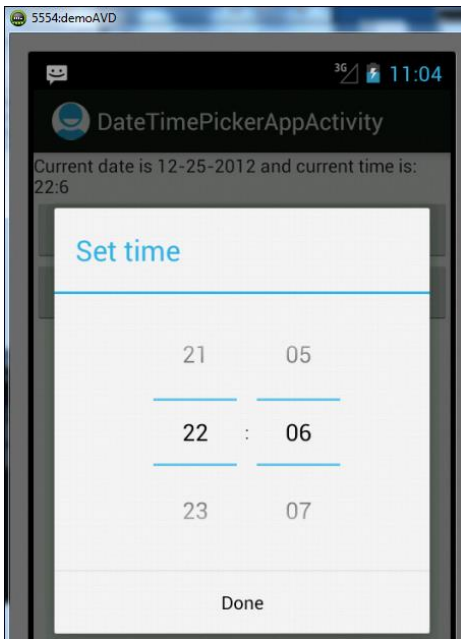 5554:demoAVD
3G 11:04
DateTimePickerAppActivity
Current date is 12-25-2012 and current time is:
22:6
Set time
21 05
22 : 06
23 07
Done